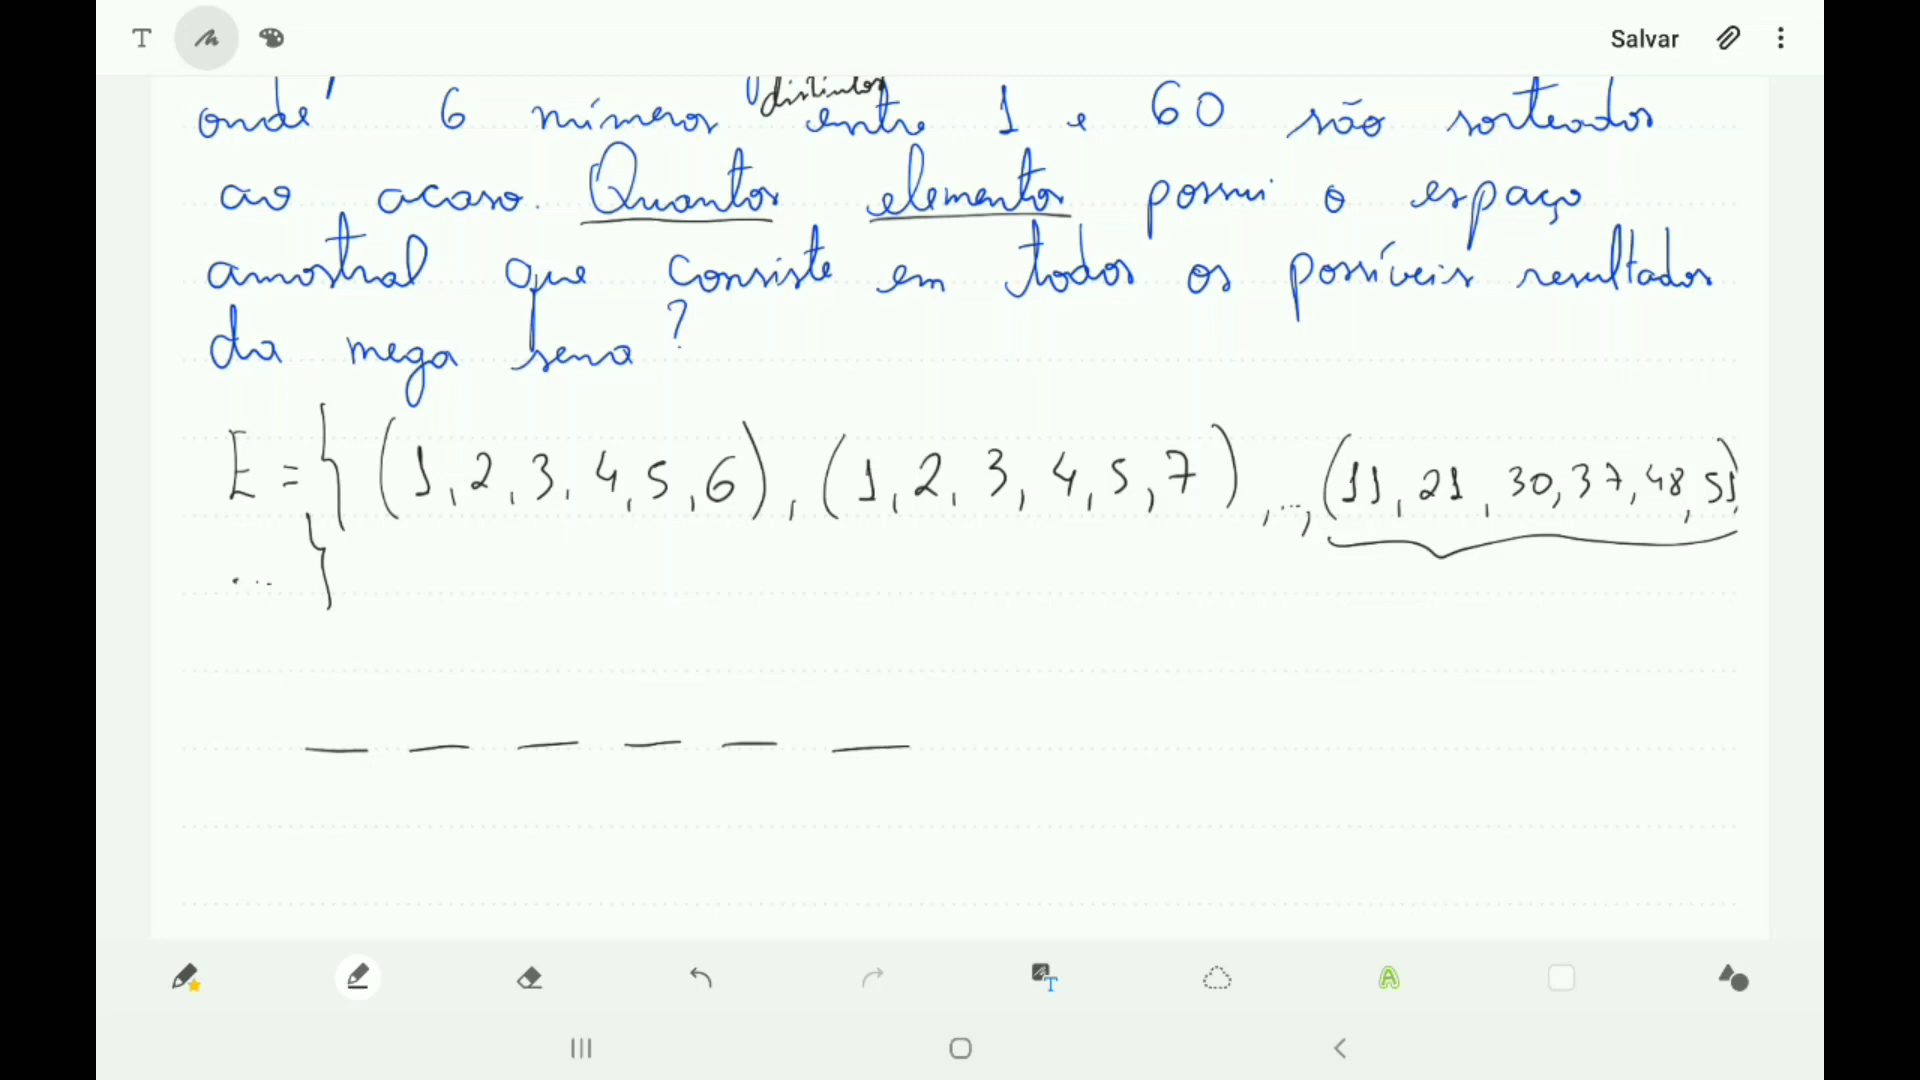 T
Salvar
onde 6 números distintos entre 1 e 60 são sorteados
ao acaso. Quantos elementos possui o espaço
amostral que consiste em todos os possíveis resultados
da mega sena?
E = { (1, 2, 3, 4, 5, 6), (1, 2, 3, 4, 5, 7), ..., (11, 21, 30, 37, 48, 51)
... }